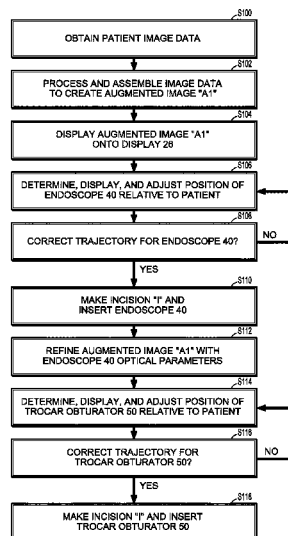 S100
OBTAIN PATIENT IMAGE DATA
S102
PROCESS AND ASSEMBLE IMAGE DATA
TO CREATE AUGMENTED IMAGE "A1"
S104
DISPLAY AUGMENTED IMAGE "A1"
ONTO DISPLAY 26
S106
DETERMINE, DISPLAY, AND ADJUST POSITION OF
ENDOSCOPE 40 RELATIVE TO PATIENT
S108
CORRECT TRAJECTORY FOR ENDOSCOPE 40?
NO
YES
S110
MAKE INCISION "I" AND
INSERT ENDOSCOPE 40
S112
REFINE AUGMENTED IMAGE "A1" WITH
ENDOSCOPE 40 OPTICAL PARAMETERS
S114
DETERMINE, DISPLAY, AND ADJUST POSITION OF
TROCAR OBTURATOR 50 RELATIVE TO PATIENT
S118
CORRECT TRAJECTORY FOR
TROCAR OBTURATOR 50?
NO
YES
S116
MAKE INCISION "I" AND INSERT
TROCAR OBTURATOR 50